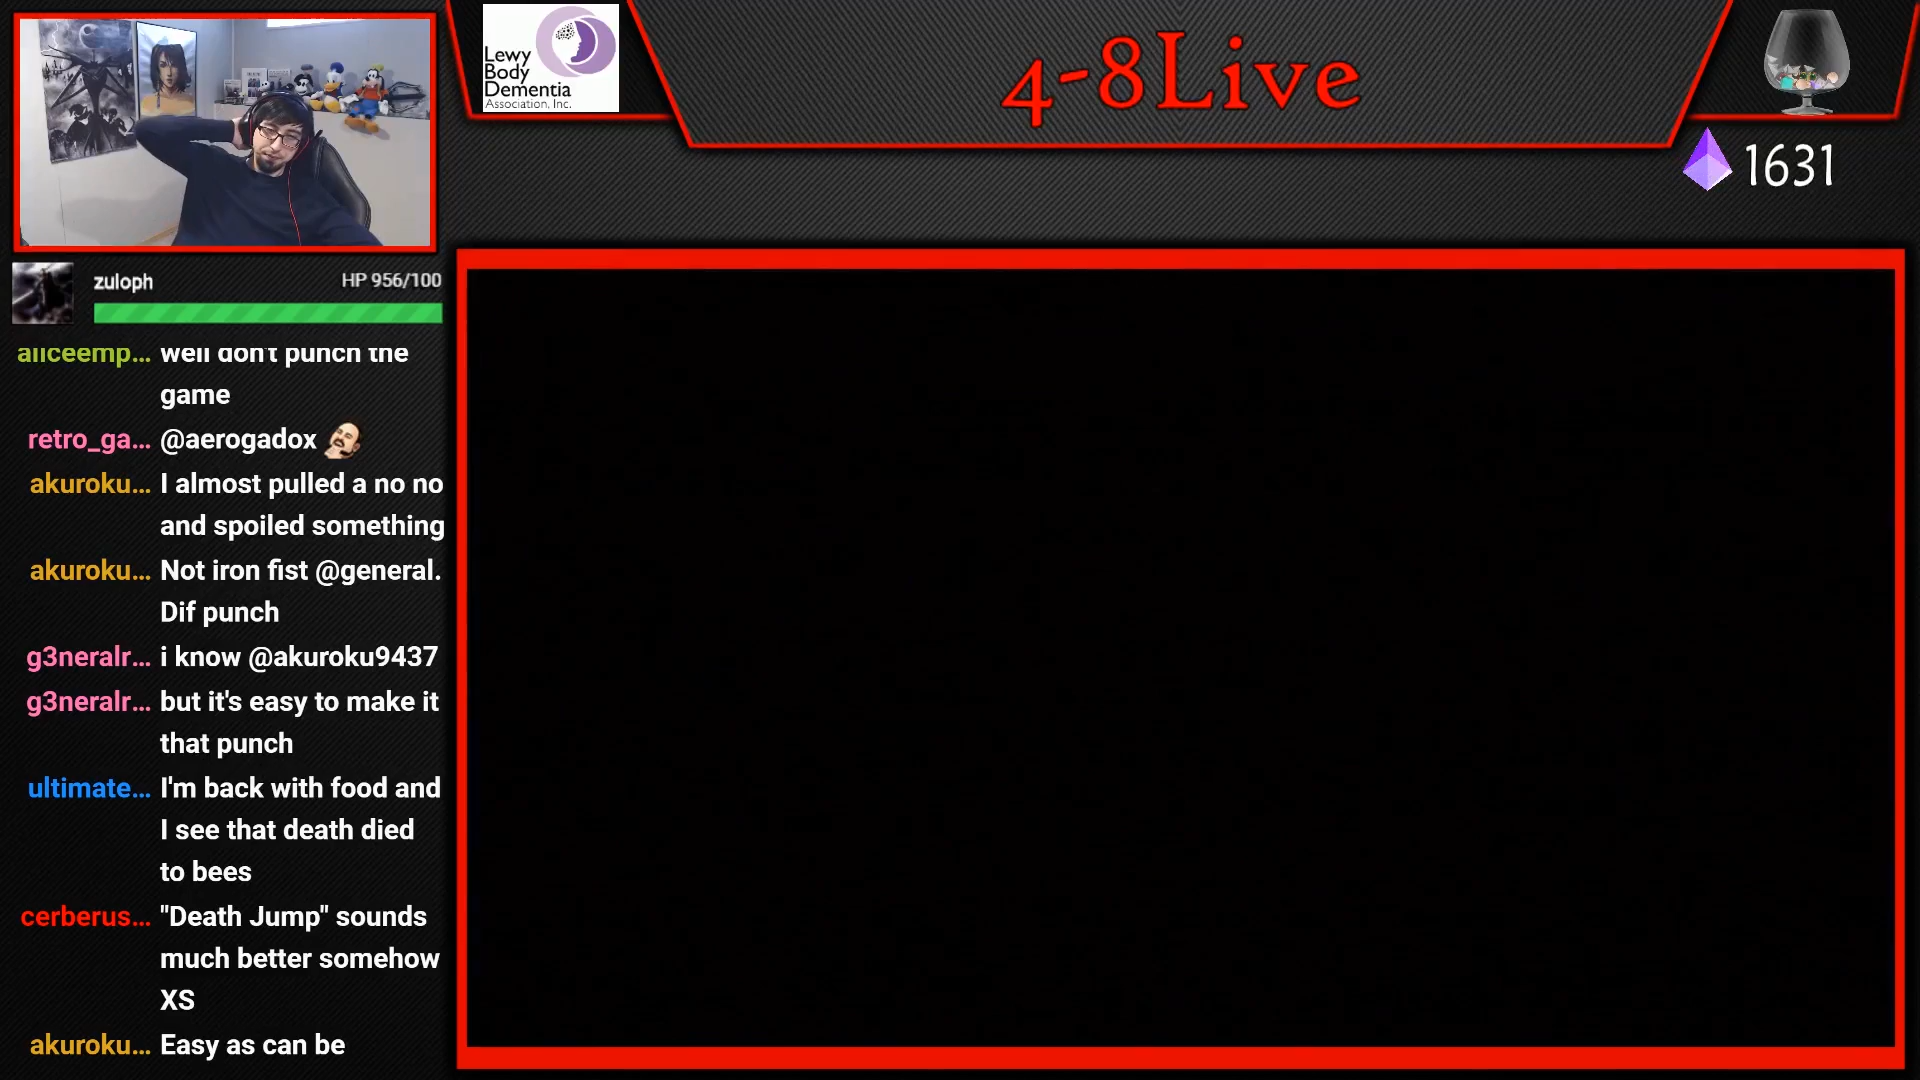 Lewy
Body
Dementia
Association, Inc.
4-8Live
1631
zuloph HP 956/100
aliceemp... well don't punch the
game
retro_ga... @aerogadox
akuroku... I almost pulled a no no
and spoiled something
akuroku... Not iron fist @general.
Dif punch
g3neralr... i know @akuroku9437
g3neralr... but it's easy to make it
that punch
ultimate... I'm back with food and
I see that death died
to bees
cerberus... "Death Jump" sounds
much better somehow
XS
akuroku... Easy as can be